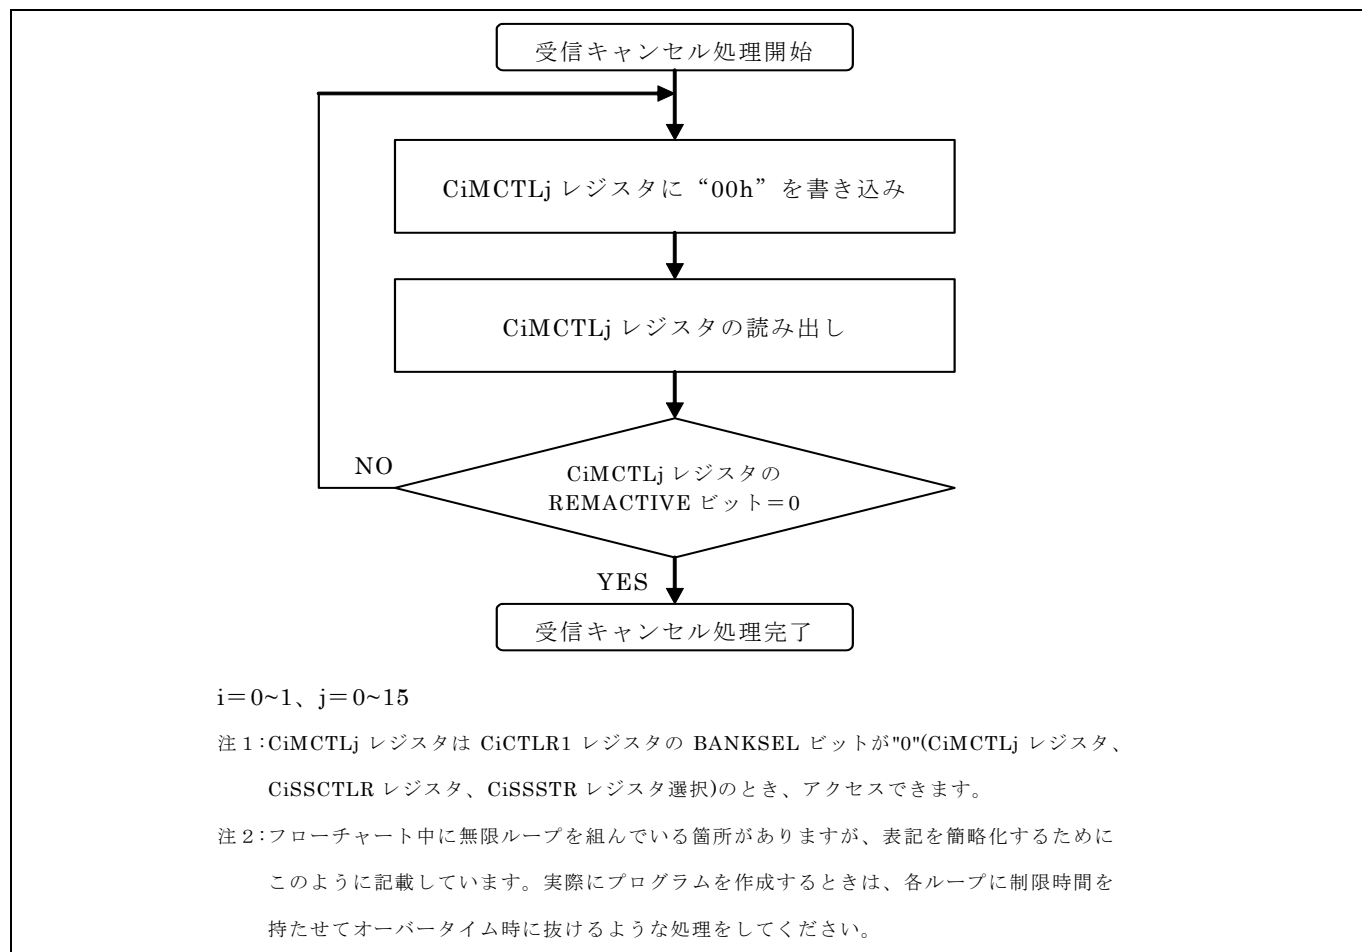 受信キャンセル処理開始
CiMCTLj レジスタに “00h” を書き込み
CiMCTLj レジスタの読み出し
NO
CiMCTLj レジスタの
REMACTIVE ビット＝0
YES
受信キャンセル処理完了
i＝0~1、j＝0~15
注１:CiMCTLj レジスタは CiCTLR1 レジスタの BANKSEL ビットが"0"(CiMCTLj レジスタ、
CiSSCTLR レジスタ、CiSSSTR レジスタ選択)のとき、アクセスできます。
注２:フローチャート中に無限ループを組んでいる箇所がありますが、表記を簡略化するために
このように記載しています。実際にプログラムを作成するときは、各ループに制限時間を
持たせてオーバータイム時に抜けるような処理をしてください。